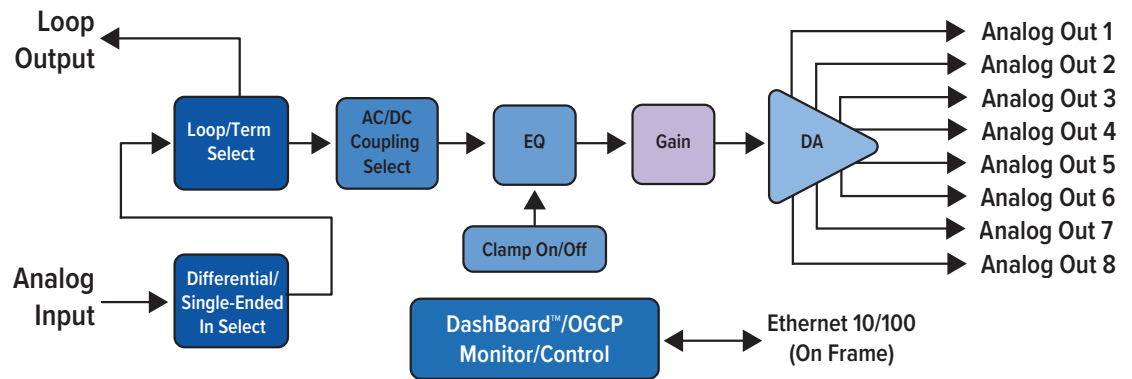 Loop
Output
Loop/Term
Select
AC/DC
Coupling
Select
EQ
Gain
DA
Clamp On/Off
Analog
Input
Differential/
Single-Ended
In Select
DashBoard™/OGCP
Monitor/Control
Ethernet 10/100
(On Frame)
Analog Out 1
Analog Out 2
Analog Out 3
Analog Out 4
Analog Out 5
Analog Out 6
Analog Out 7
Analog Out 8